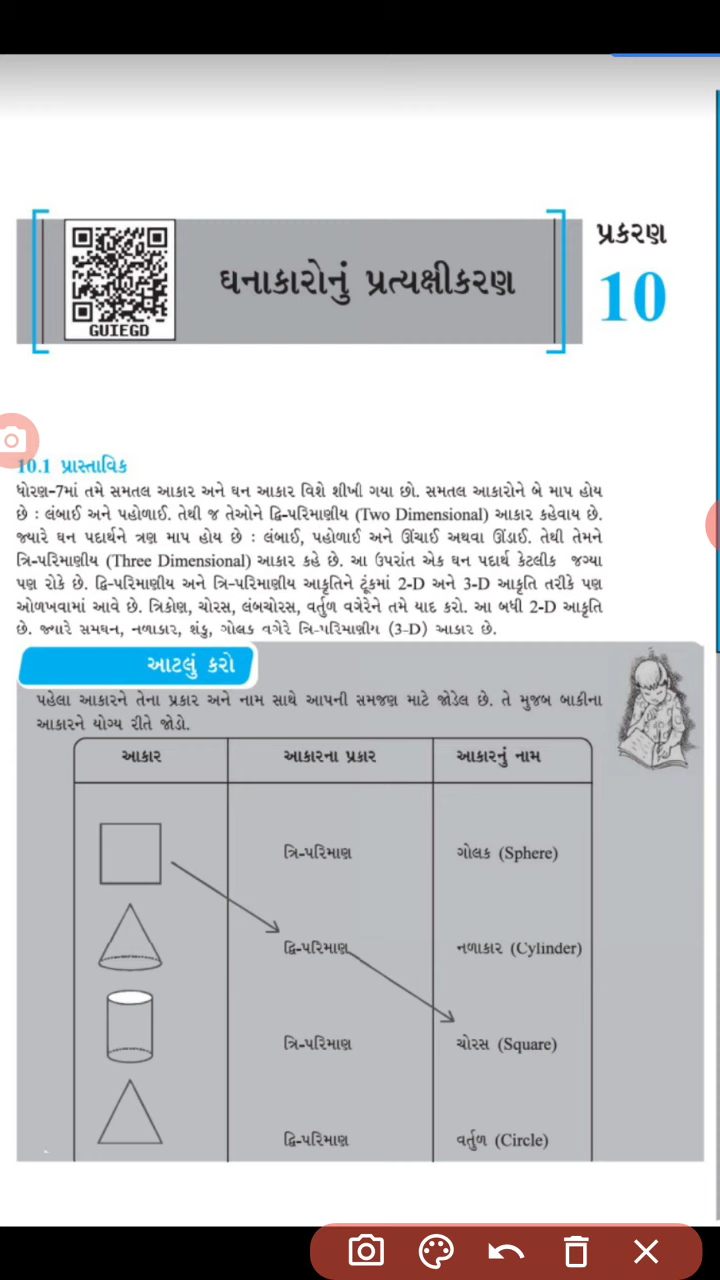 પ્રકરણ
ઘનાકારોનું પ્રત્યક્ષીકરણ
10
GUIEGD
10.1 પ્રાસ્તાવિક
ધોરણ-7માં તમે સમતલ આકાર અને ઘન આકાર વિશે શીખી ગયા છો. સમતલ આકારોને બે માપ હોય
છે : લંબાઈ અને પહોળાઈ. તેથી જ તેઓને દ્વિ-પરિમાણીય (Two Dimensional) આકાર કહેવાય છે.
જ્યારે ઘન પદાર્થને ત્રણ માપ હોય છે : લંબાઈ, પહોળાઈ અને ઊંચાઈ અથવા ઊંડાઈ. તેથી તેમને
ત્રિ-પરિમાણીય (Three Dimensional) આકાર કહે છે. આ ઉપરાંત એક ઘન પદાર્થ કેટલીક જગ્યા
પણ રોકે છે. દ્વિ-પરિમાણીય અને ત્રિ-પરિમાણીય આકૃતિને ટૂંકમાં 2-D અને 3-D આકૃતિ તરીકે પણ
ઓળખવામાં આવે છે. ત્રિકોણ, ચોરસ, લંબચોરસ, વર્તુળ વગેરેને તમે યાદ કરો. આ બધી 2-D આકૃતિ
છે. જ્યારે સમઘન, નળાકાર, શંકુ, ગોલક વગેરે ત્રિ-પરિમાણીય (3-D) આકાર છે.
આટલું કરો
પહેલા આકારને તેના પ્રકાર અને નામ સાથે આપની સમજણ માટે જોડેલ છે. તે મુજબ બાકીના
આકારને યોગ્ય રીતે જોડો.
આકાર આકારના પ્રકાર આકારનું નામ
ત્રિ-પરિમાણ ગોલક (Sphere)
દ્વિ-પરિમાણ નળાકાર (Cylinder)
ત્રિ-પરિમાણ ચોરસ (Square)
દ્વિ-પરિમાણ વર્તુળ (Circle)